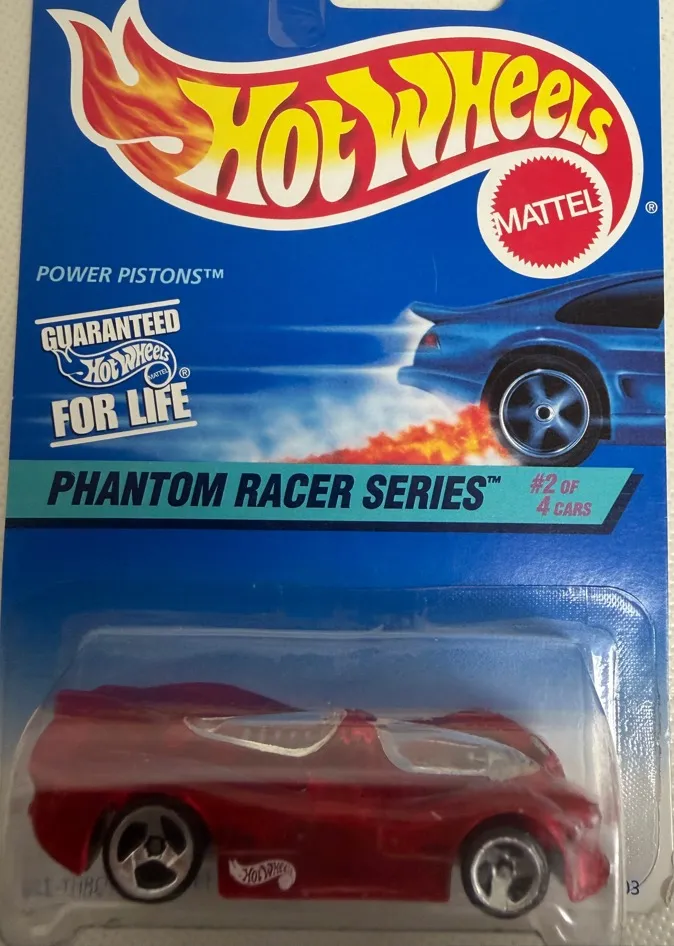 Hot Wheels
MATTEL
®
POWER PISTONS™
GUARANTEED
Hot Wheels
MATTEL
®
FOR LIFE
PHANTOM RACER SERIES™
#2 OF
4 CARS
Hot Wheels